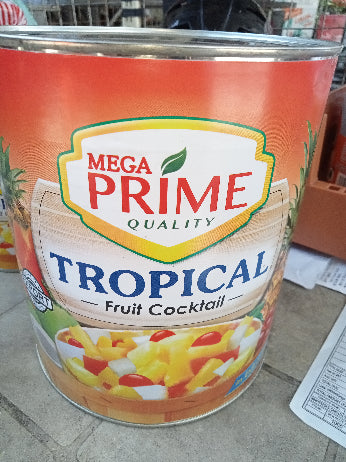 MEGA
PRIME
QUALITY
TROPICAL
Fruit Cocktail